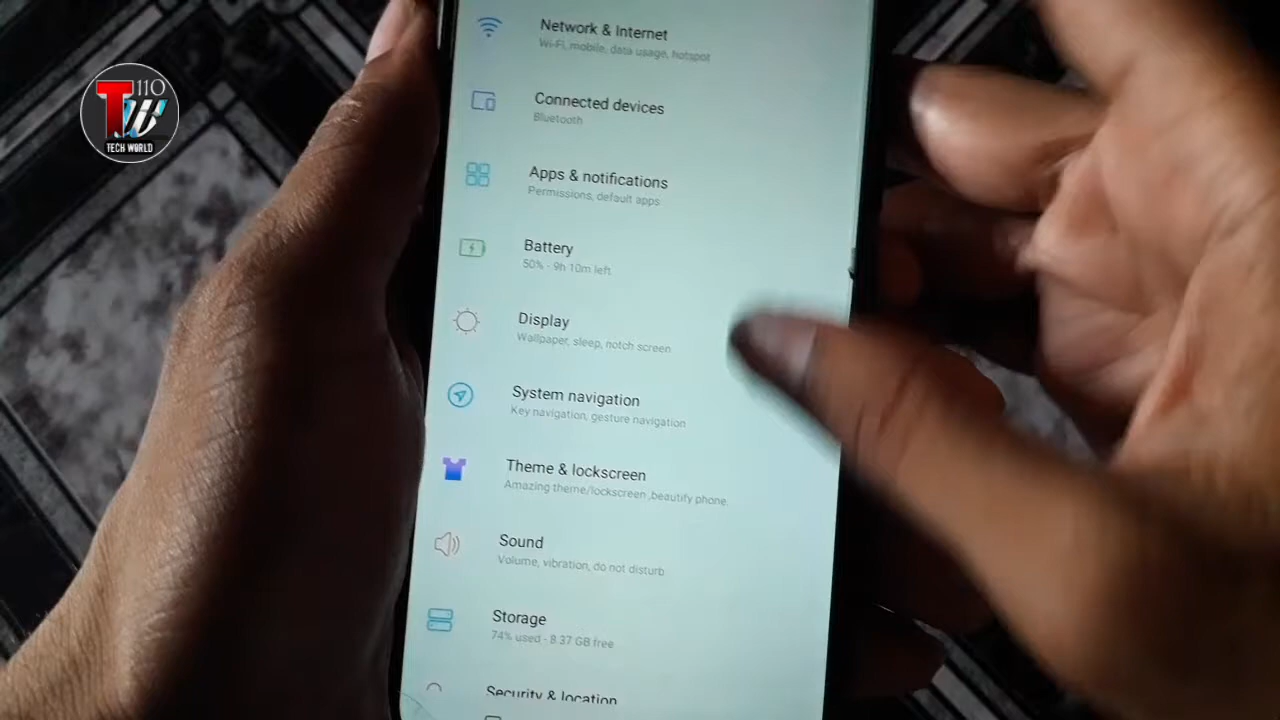 T 110
W
TECH WORLD
Network & Internet
Wi-Fi, mobile, data usage, hotspot
Connected devices
Bluetooth
Apps & notifications
Permissions, default apps
Battery
50% - 9h 10m left
Display
Wallpaper, sleep, notch screen
System navigation
Key navigation, gesture navigation
Theme & lockscreen
Amazing theme/lockscreen ,beautify phone.
Sound
Volume, vibration, do not disturb
Storage
74% used - 8.37 GB free
Security & location